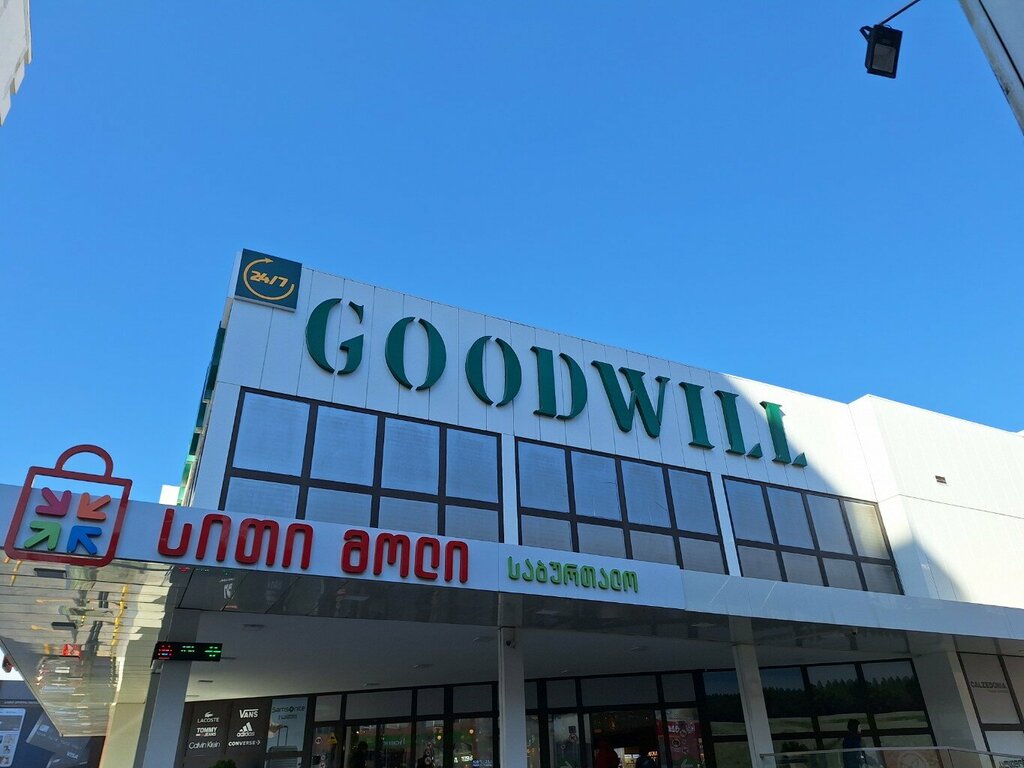 24/7
GOODWILL
სითი მოლი
საბურთალო
LACOSTE
VANS
Samsonite
TOMMY
JEANS
adidas
Calvin Klein
CONVERSE
CALZEDONIA